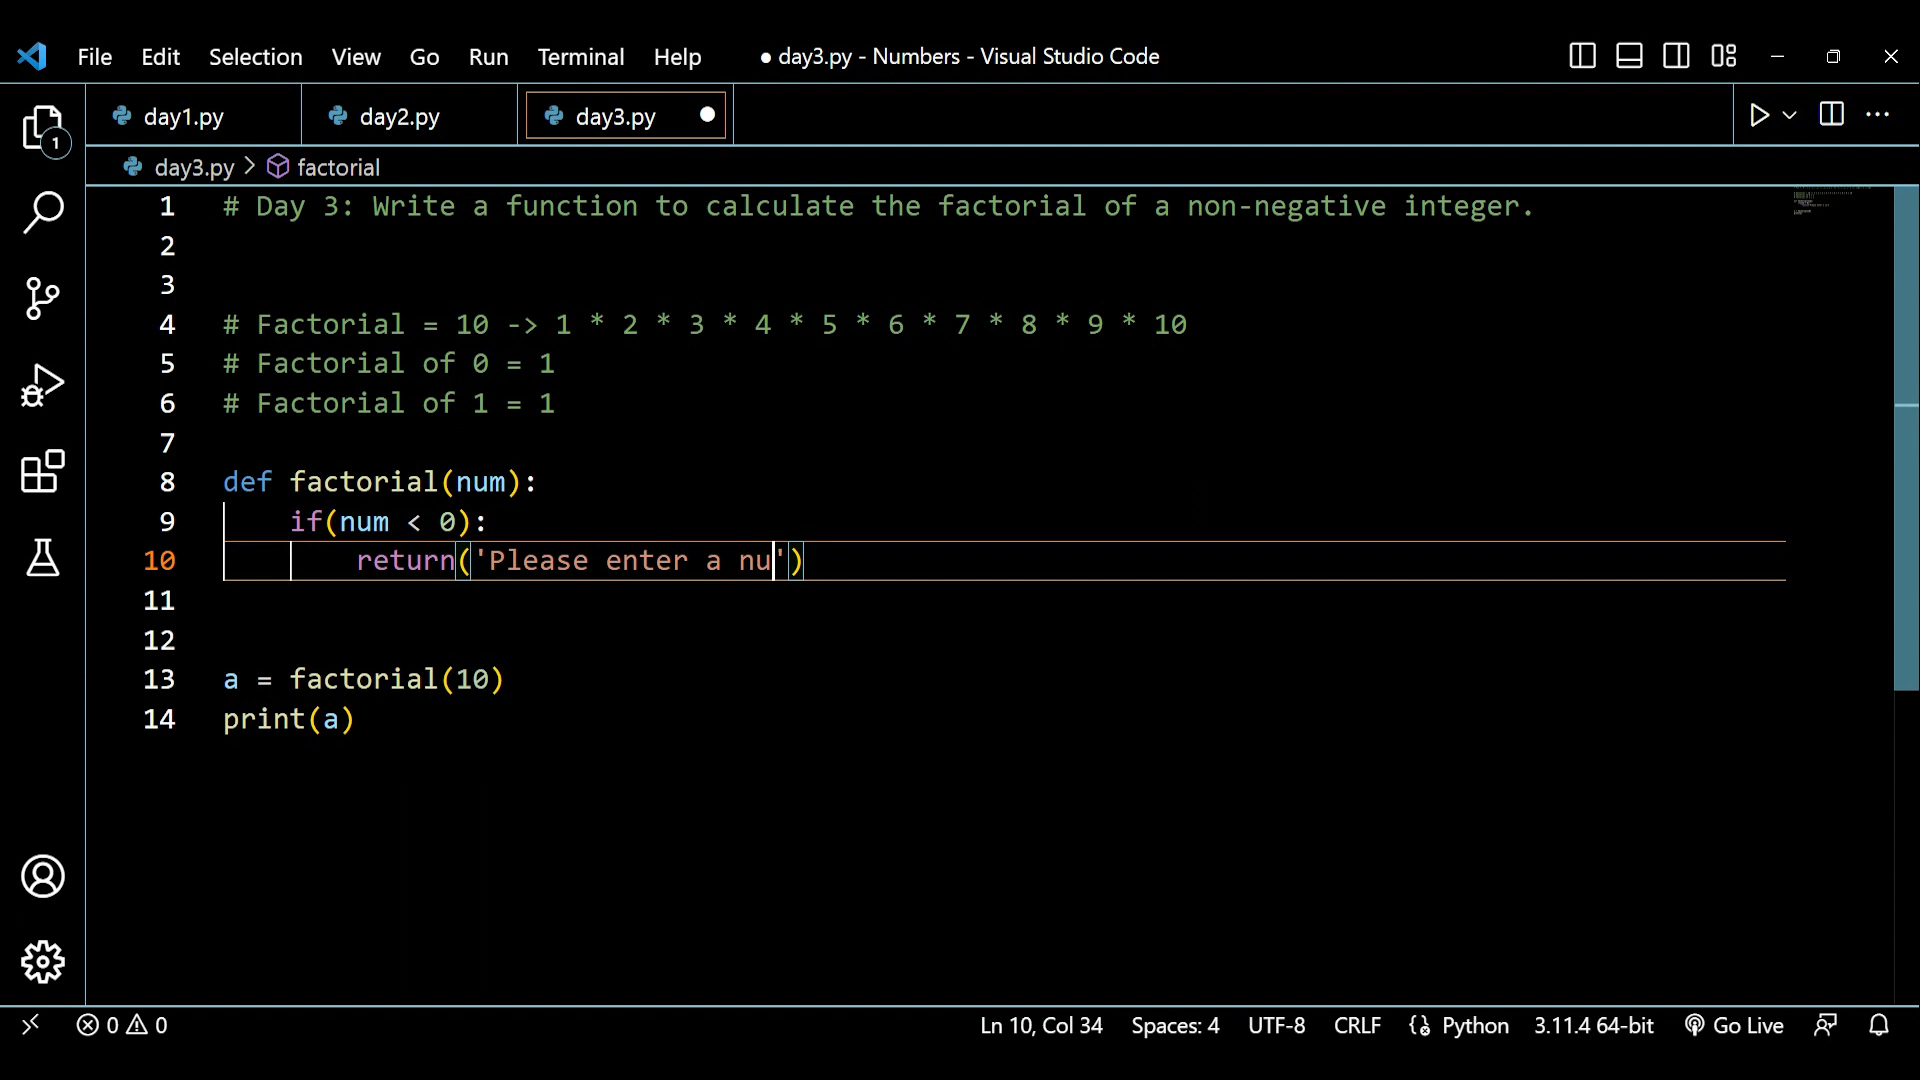 File Edit Selection View Go Run Terminal Help ● day3.py - Numbers - Visual Studio Code
day1.py day2.py day3.py
1
day3.py > factorial
1 # Day 3: Write a function to calculate the factorial of a non-negative integer.
2
3
4 # Factorial = 10 -> 1 * 2 * 3 * 4 * 5 * 6 * 7 * 8 * 9 * 10
5 # Factorial of 0 = 1
6 # Factorial of 1 = 1
7
8 def factorial(num):
9     if(num < 0):
10         return('Please enter a nu')
11
12
13 a = factorial(10)
14 print(a)
0 0 Ln 10, Col 34 Spaces: 4 UTF-8 CRLF Python 3.11.4 64-bit Go Live